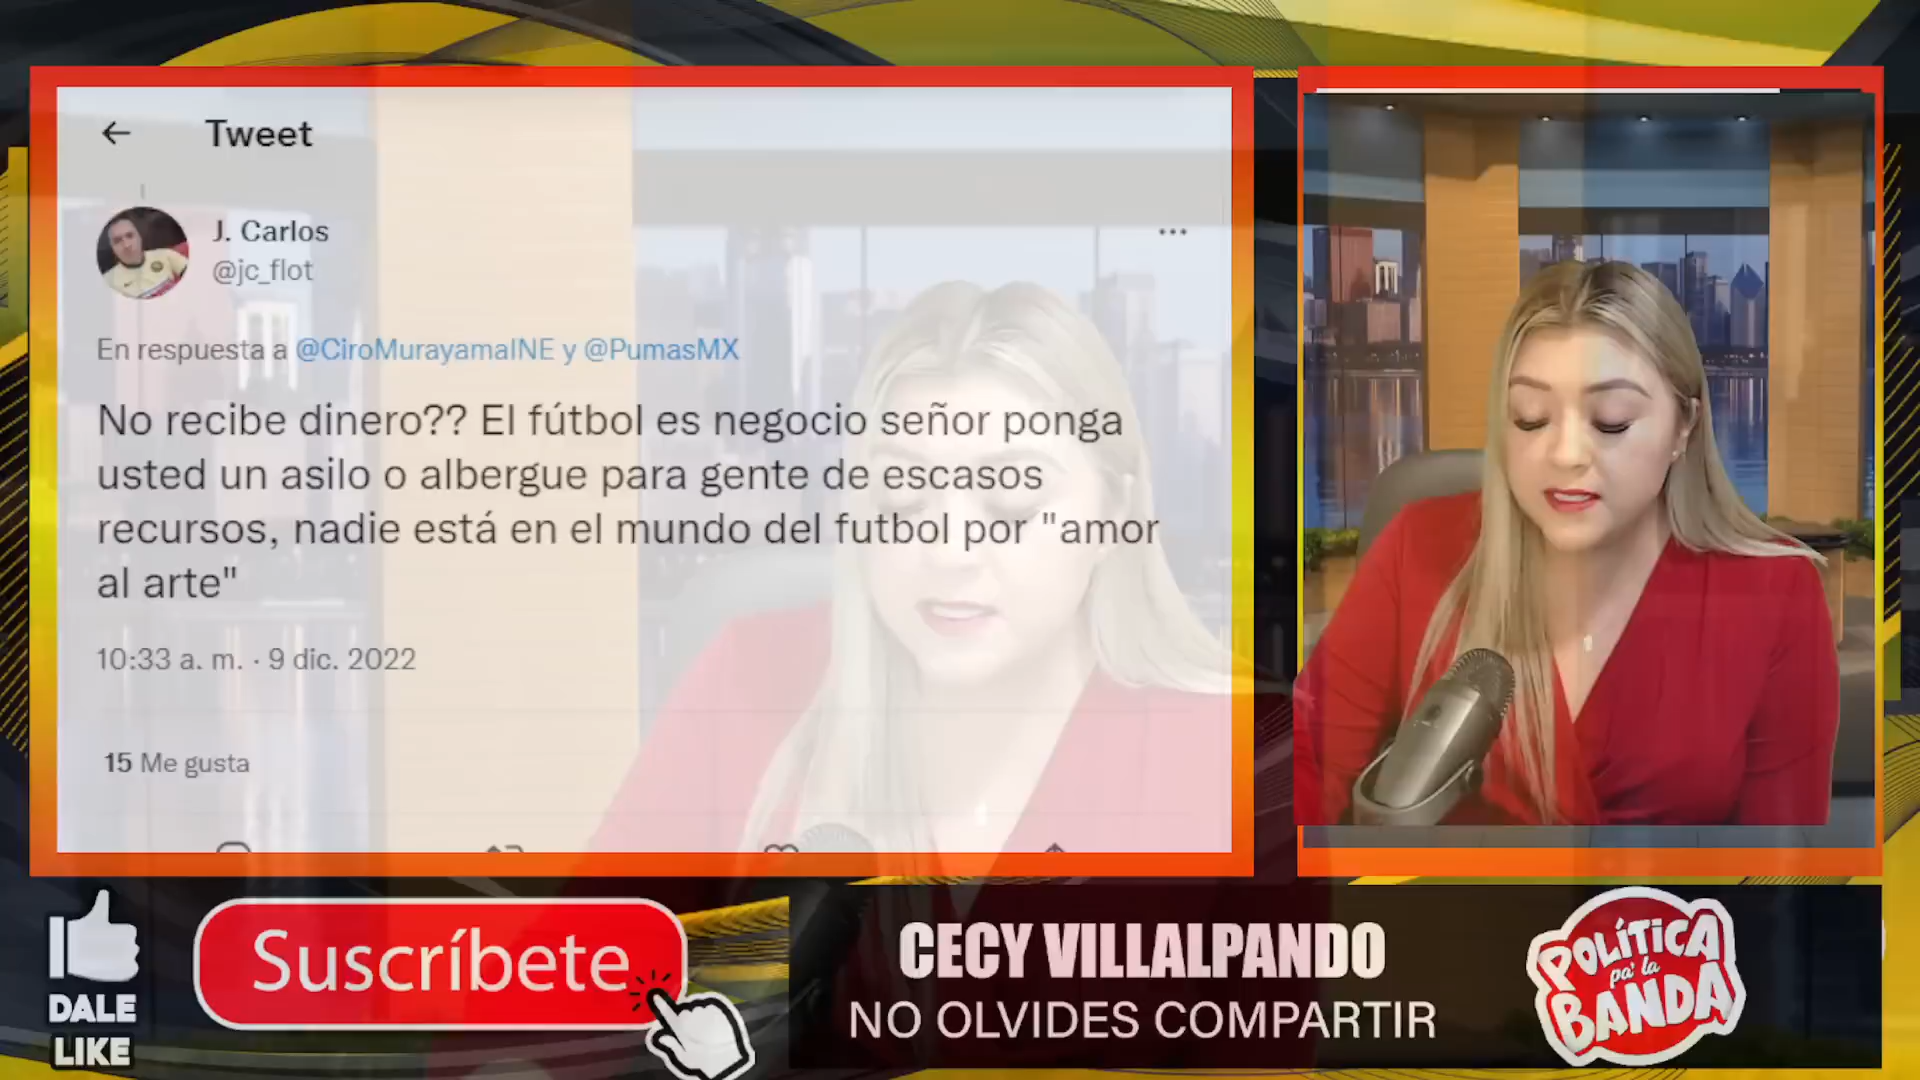 Tweet
J. Carlos
@jc_flot
En respuesta a @CiroMurayamaINE y @PumasMX
No recibe dinero?? El fútbol es negocio señor ponga
usted un asilo o albergue para gente de escasos
recursos, nadie está en el mundo del futbol por "amor
al arte"
10:33 a. m. · 9 dic. 2022
15 Me gusta
DALE
LIKE
Suscríbete
CECY VILLALPANDO
NO OLVIDES COMPARTIR
POLÍTICA
pa' la
BANDA